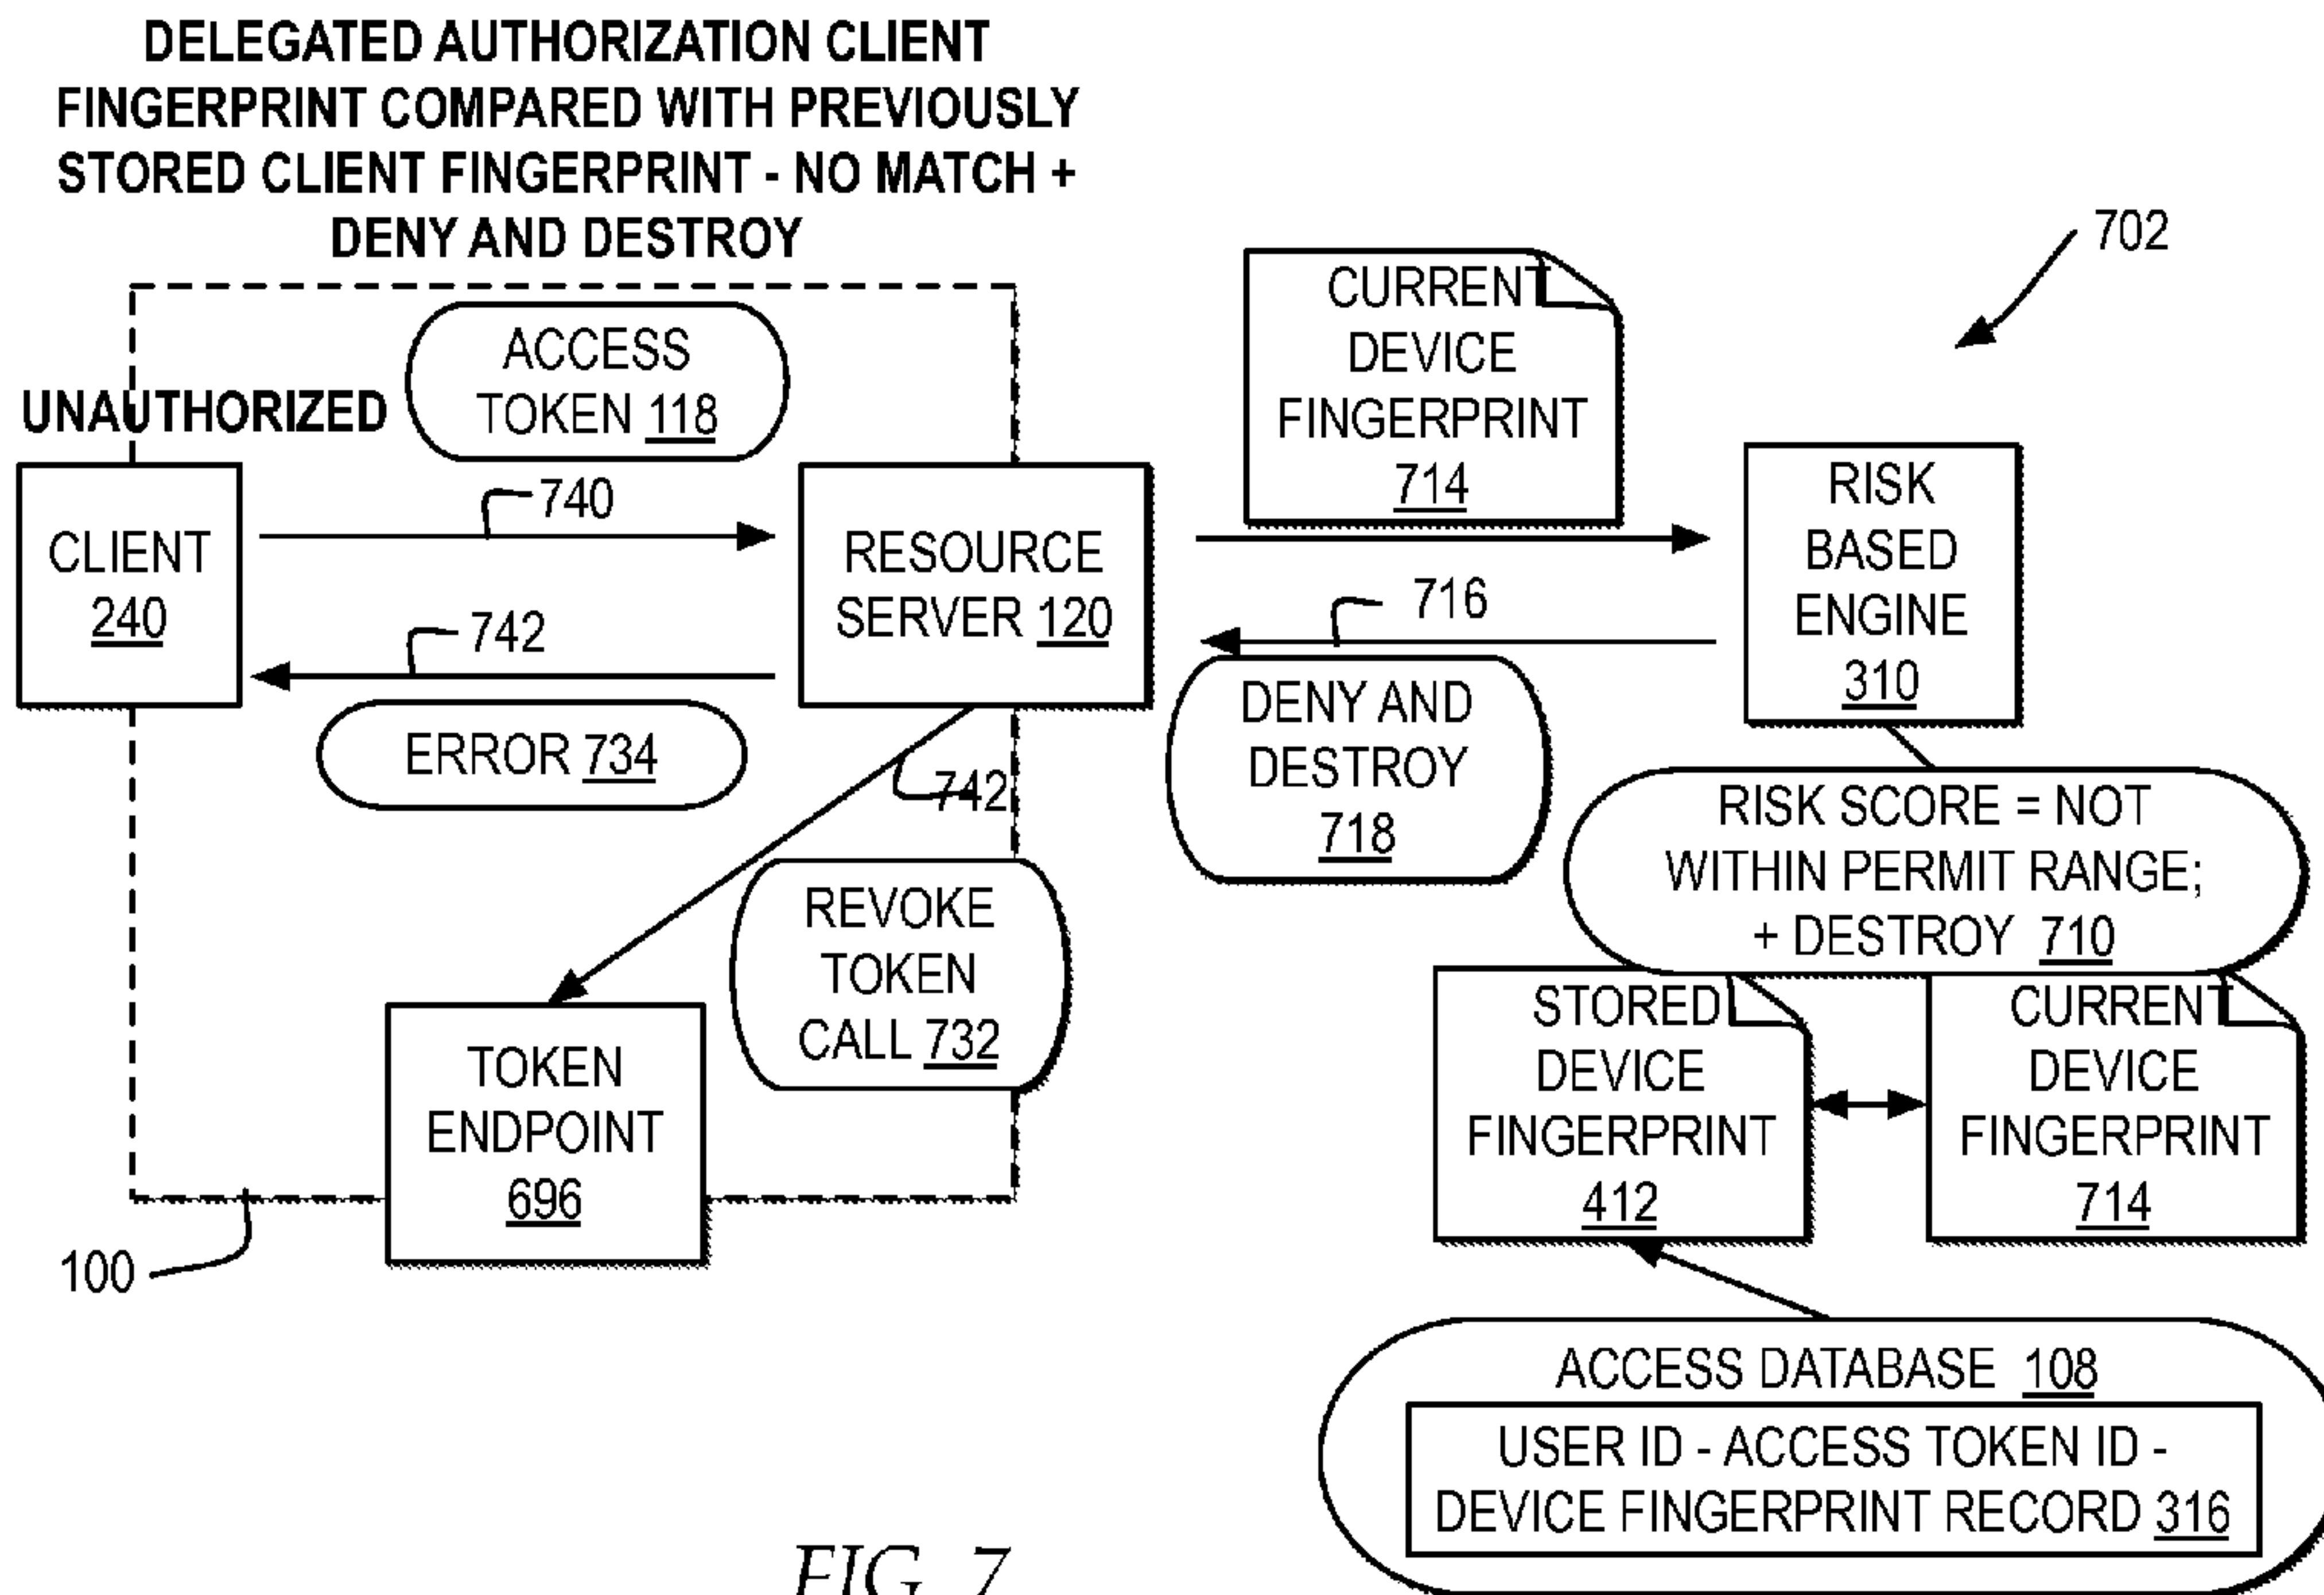 DELEGATED AUTHORIZATION CLIENT
FINGERPRINT COMPARED WITH PREVIOUSLY
STORED CLIENT FINGERPRINT - NO MATCH +
DENY AND DESTROY
702
CURRENT
DEVICE
FINGERPRINT
714
ACCESS
TOKEN 118
UNAUTHORIZED
740
CLIENT
240
RESOURCE
SERVER 120
RISK
BASED
ENGINE
310
716
742
ERROR 734
DENY AND
DESTROY
718
742
RISK SCORE = NOT
WITHIN PERMIT RANGE;
+ DESTROY 710
REVOKE
TOKEN
CALL 732
TOKEN
ENDPOINT
696
STORED
DEVICE
FINGERPRINT
412
CURRENT
DEVICE
FINGERPRINT
714
100
ACCESS DATABASE 108
USER ID - ACCESS TOKEN ID -
DEVICE FINGERPRINT RECORD 316
FIG. 7